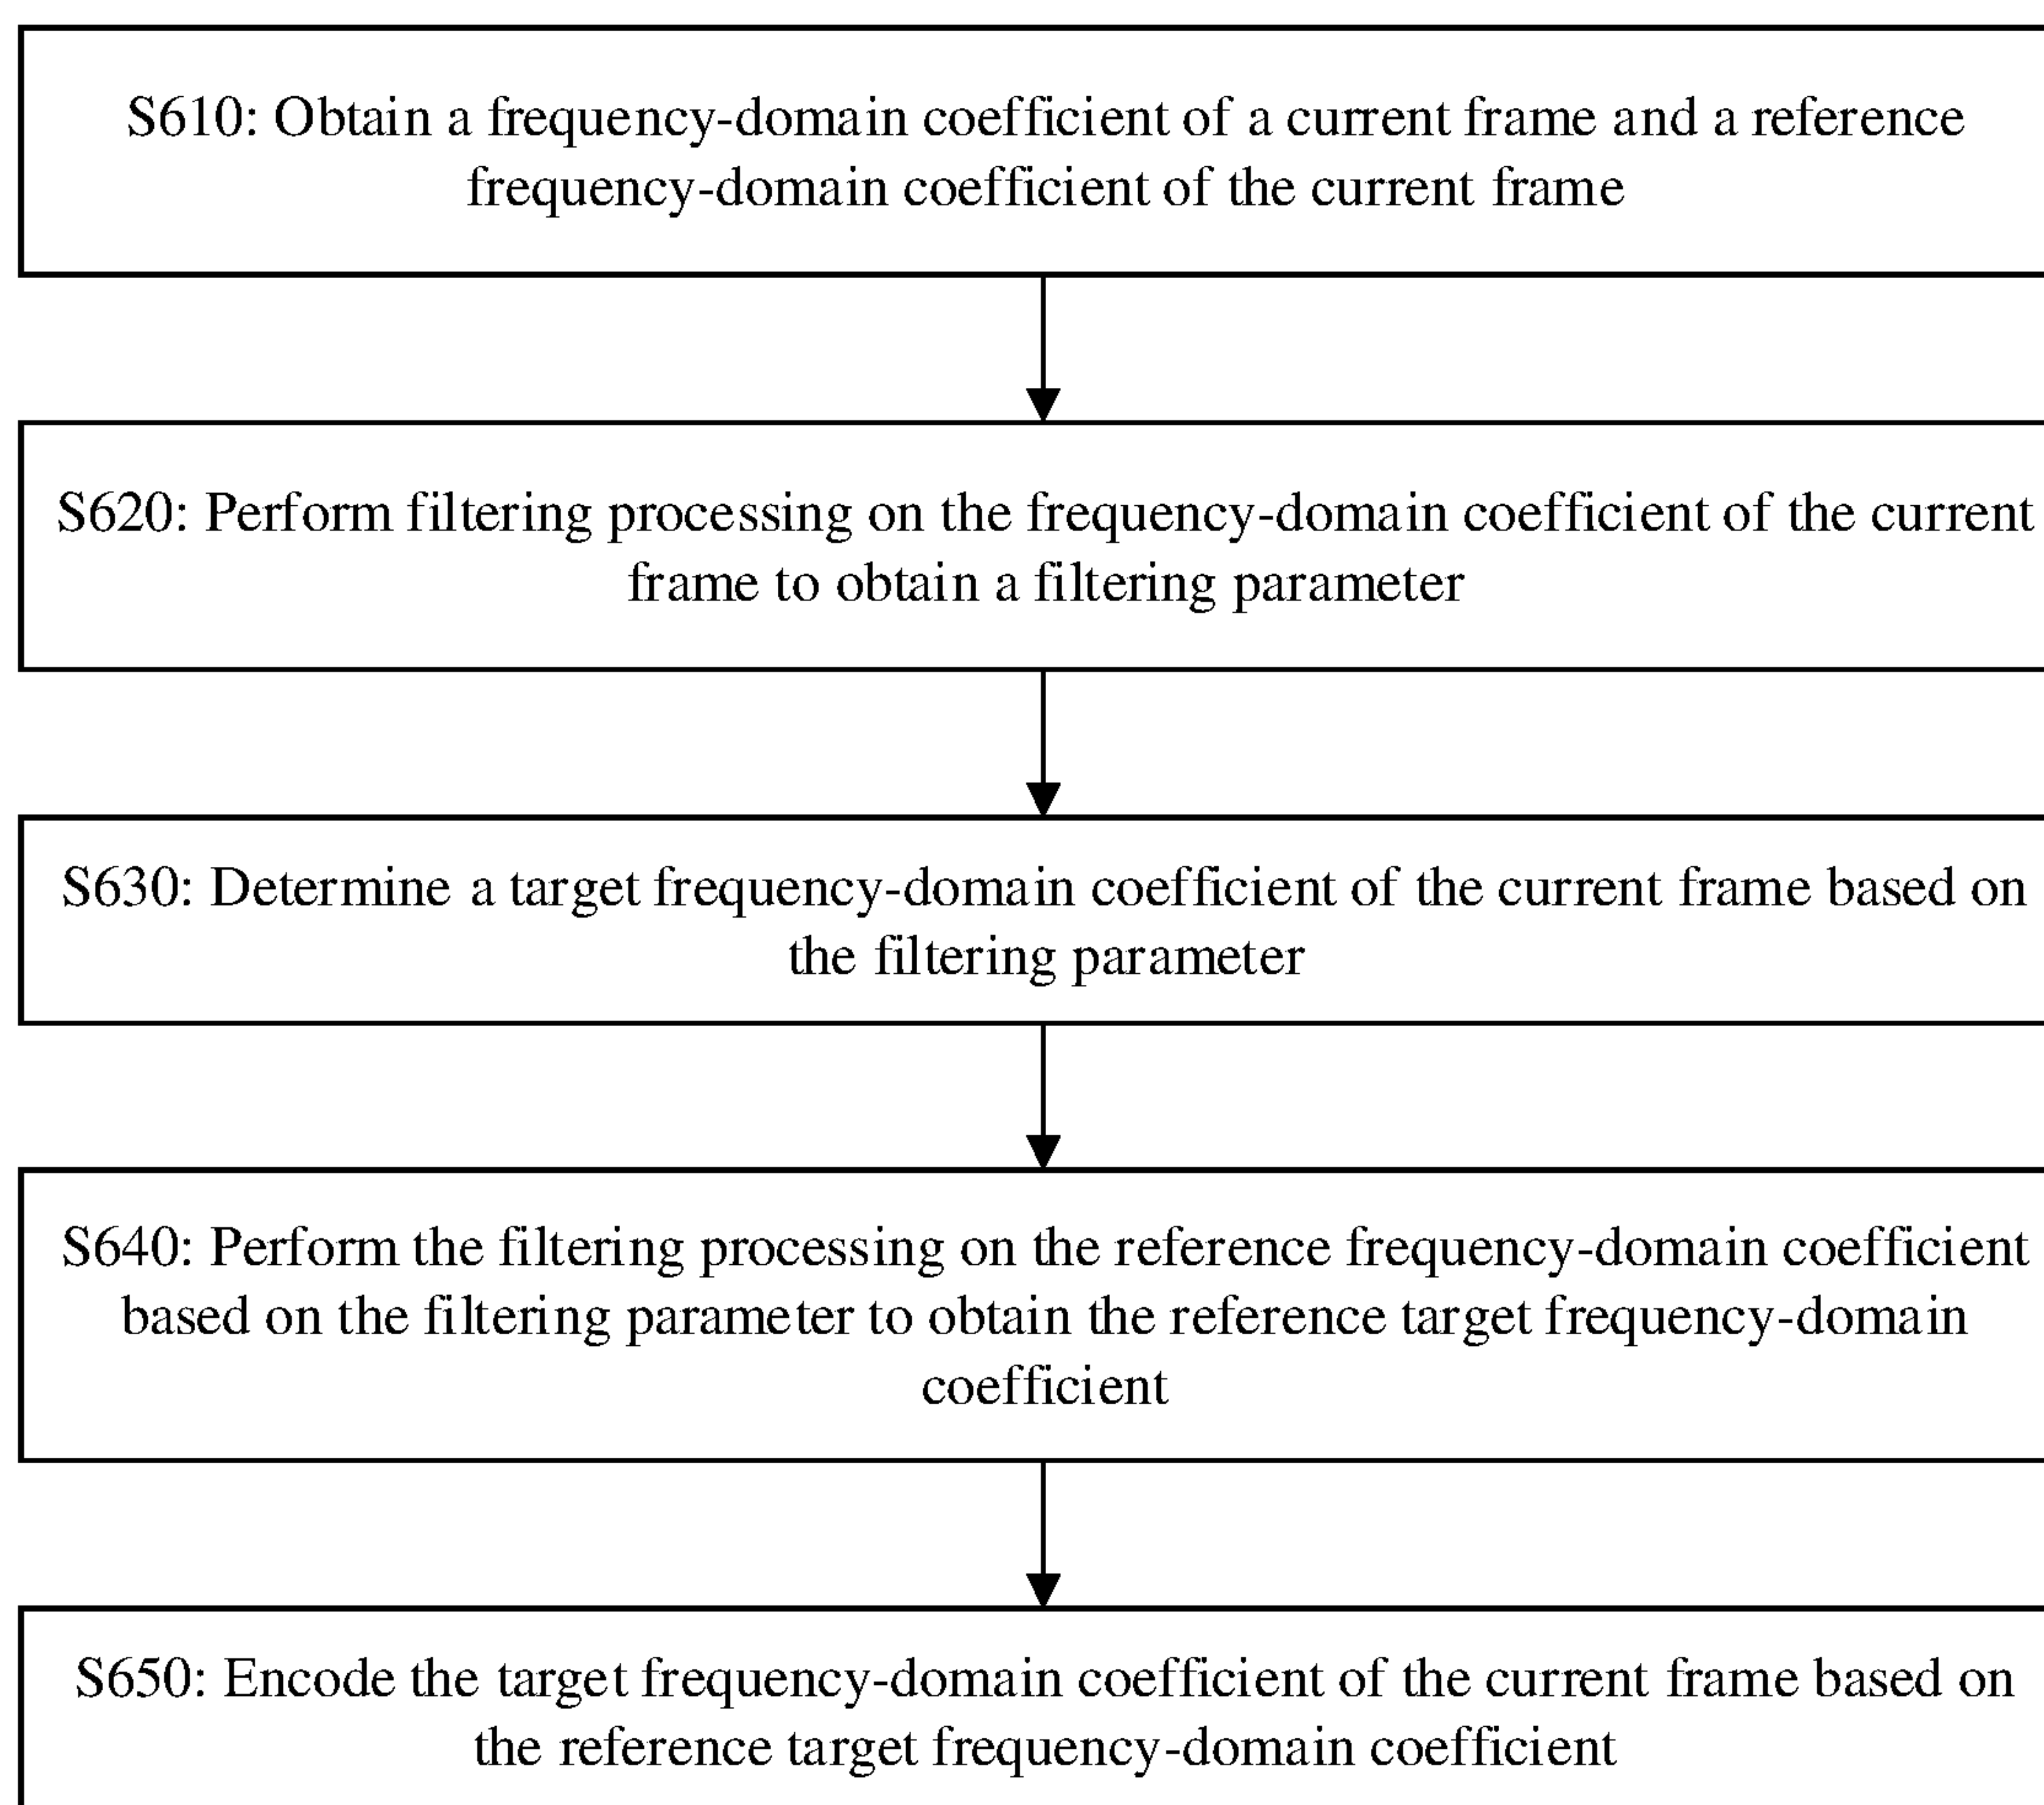 S610: Obtain a frequency-domain coefficient of a current frame and a reference
frequency-domain coefficient of the current frame
S620: Perform filtering processing on the frequency-domain coefficient of the current
frame to obtain a filtering parameter
S630: Determine a target frequency-domain coefficient of the current frame based on
the filtering parameter
S640: Perform the filtering processing on the reference frequency-domain coefficient
based on the filtering parameter to obtain the reference target frequency-domain
coefficient
S650: Encode the target frequency-domain coefficient of the current frame based on
the reference target frequency-domain coefficient